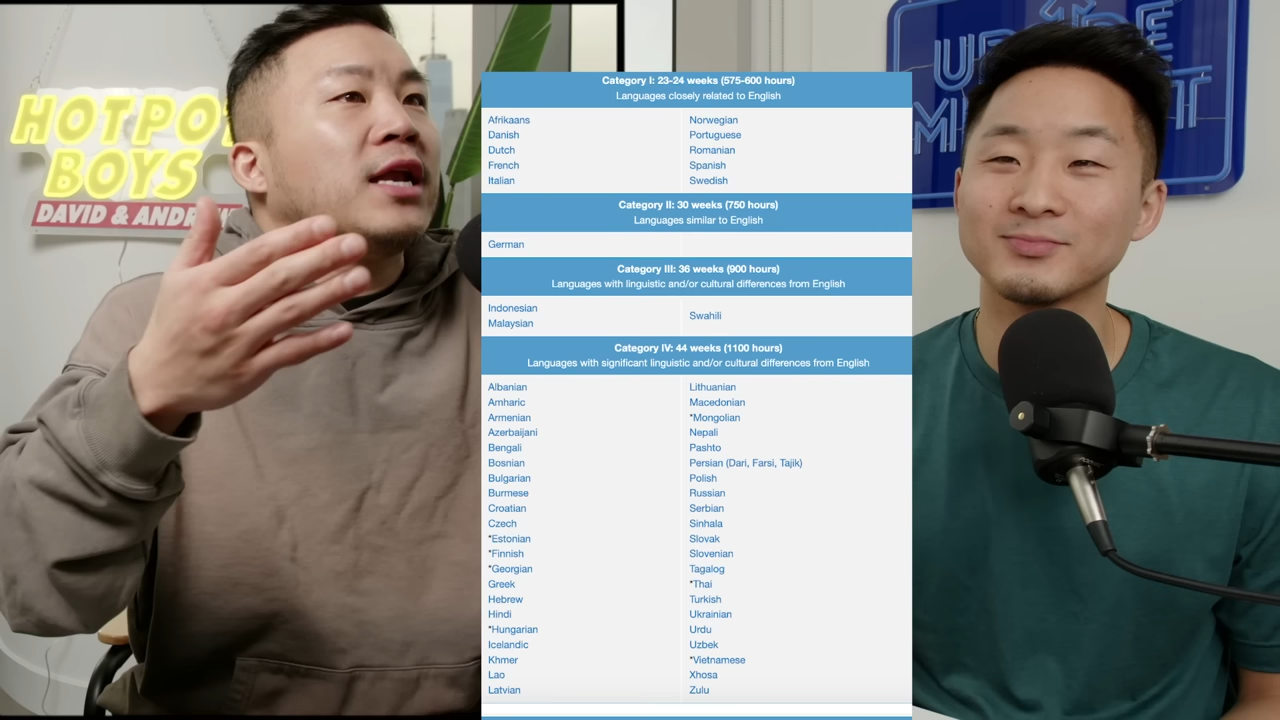 HOTPO
BOYS
DAVID & ANDR
Category I: 23-24 weeks (575-600 hours)
Languages closely related to English
Afrikaans Norwegian
Danish Portuguese
Dutch Romanian
French Spanish
Italian Swedish
Category II: 30 weeks (750 hours)
Languages similar to English
German
Category III: 36 weeks (900 hours)
Languages with linguistic and/or cultural differences from English
Indonesian
Malaysian
Swahili
Category IV: 44 weeks (1100 hours)
Languages with significant linguistic and/or cultural differences from English
Albanian Lithuanian
Amharic Macedonian
Armenian *Mongolian
Azerbaijani Nepali
Bengali Pashto
Bosnian Persian (Dari, Farsi, Tajik)
Bulgarian Polish
Burmese Russian
Croatian Serbian
Czech Sinhala
*Estonian Slovak
*Finnish Slovenian
*Georgian Tagalog
Greek *Thai
Hebrew Turkish
Hindi Ukrainian
*Hungarian Urdu
Icelandic Uzbek
Khmer *Vietnamese
Lao Xhosa
Latvian Zulu